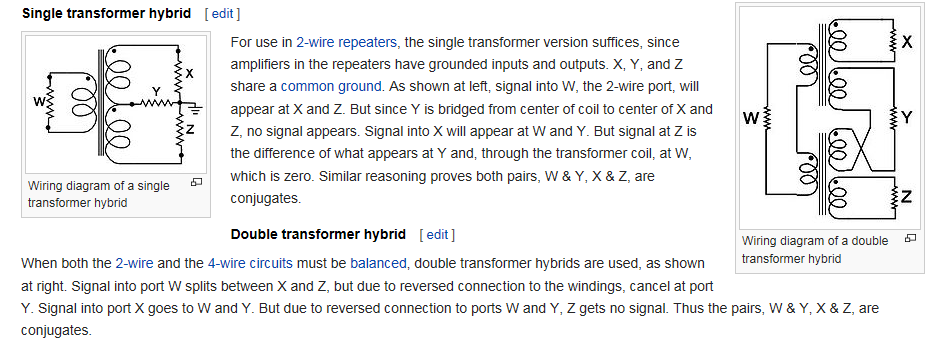 Single transformer hybrid [ edit ]
W
X
Y
Z
Wiring diagram of a single
transformer hybrid
For use in 2-wire repeaters, the single transformer version suffices, since
amplifiers in the repeaters have grounded inputs and outputs. X, Y, and Z
share a common ground. As shown at left, signal into W, the 2-wire port, will
appear at X and Z. But since Y is bridged from center of coil to center of X and
Z, no signal appears. Signal into X will appear at W and Y. But signal at Z is
the difference of what appears at Y and, through the transformer coil, at W,
which is zero. Similar reasoning proves both pairs, W & Y, X & Z, are
conjugates.
W
X
Y
Z
Wiring diagram of a double
transformer hybrid
Double transformer hybrid [ edit ]
When both the 2-wire and the 4-wire circuits must be balanced, double transformer hybrids are used, as shown
at right. Signal into port W splits between X and Z, but due to reversed connection to the windings, cancel at port
Y. Signal into port X goes to W and Y. But due to reversed connection to ports W and Y, Z gets no signal. Thus the pairs, W & Y, X & Z, are
conjugates.